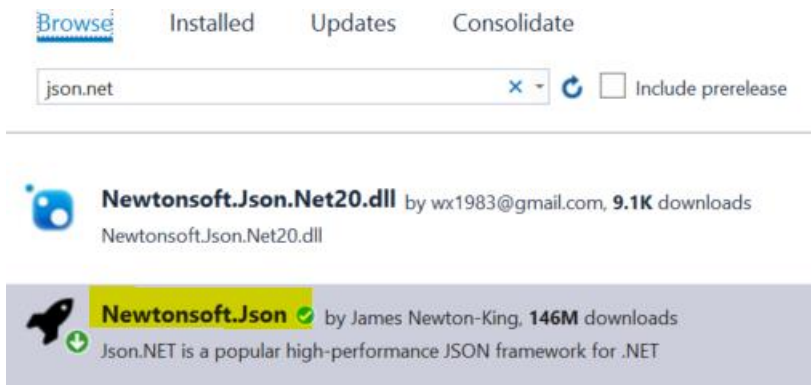 Browse Installed Updates Consolidate
json.net Include prerelease
Newtonsoft.Json.Net20.dll by wx1983@gmail.com, 9.1K downloads
Newtonsoft.Json.Net20.dll
Newtonsoft.Json by James Newton-King, 146M downloads
Json.NET is a popular high-performance JSON framework for .NET